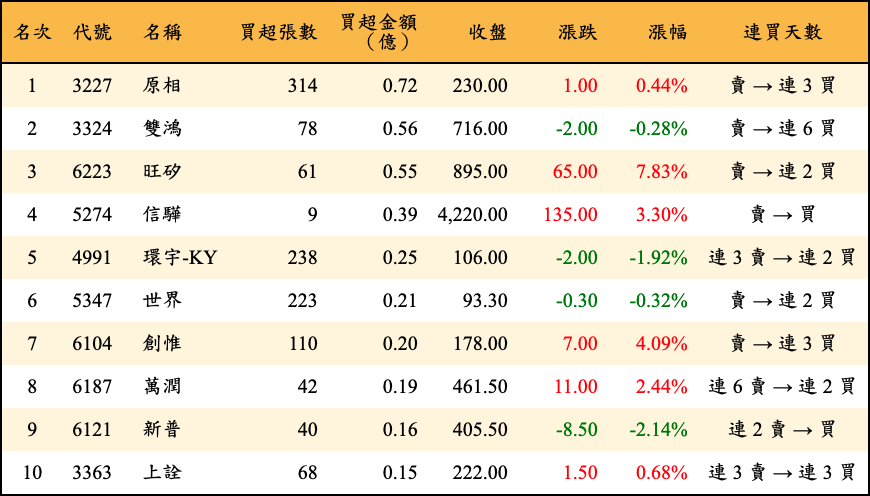 名次 代號 名稱 買超張數 買超金額（億） 收盤 漲跌 漲幅 連買天數
1 3227 原相 314 0.72 230.00 1.00 0.44% 賣 → 連 3 買
2 3324 雙鴻 78 0.56 716.00 -2.00 -0.28% 賣 → 連 6 買
3 6223 旺矽 61 0.55 895.00 65.00 7.83% 賣 → 連 2 買
4 5274 信驊 9 0.39 4,220.00 135.00 3.30% 賣 → 買
5 4991 環宇-KY 238 0.25 106.00 -2.00 -1.92% 連 3 賣 → 連 2 買
6 5347 世界 223 0.21 93.30 -0.30 -0.32% 賣 → 連 2 買
7 6104 創惟 110 0.20 178.00 7.00 4.09% 賣 → 連 3 買
8 6187 萬潤 42 0.19 461.50 11.00 2.44% 連 6 賣 → 連 2 買
9 6121 新普 40 0.16 405.50 -8.50 -2.14% 連 2 賣 → 買
10 3363 上詮 68 0.15 222.00 1.50 0.68% 連 3 賣 → 連 3 買